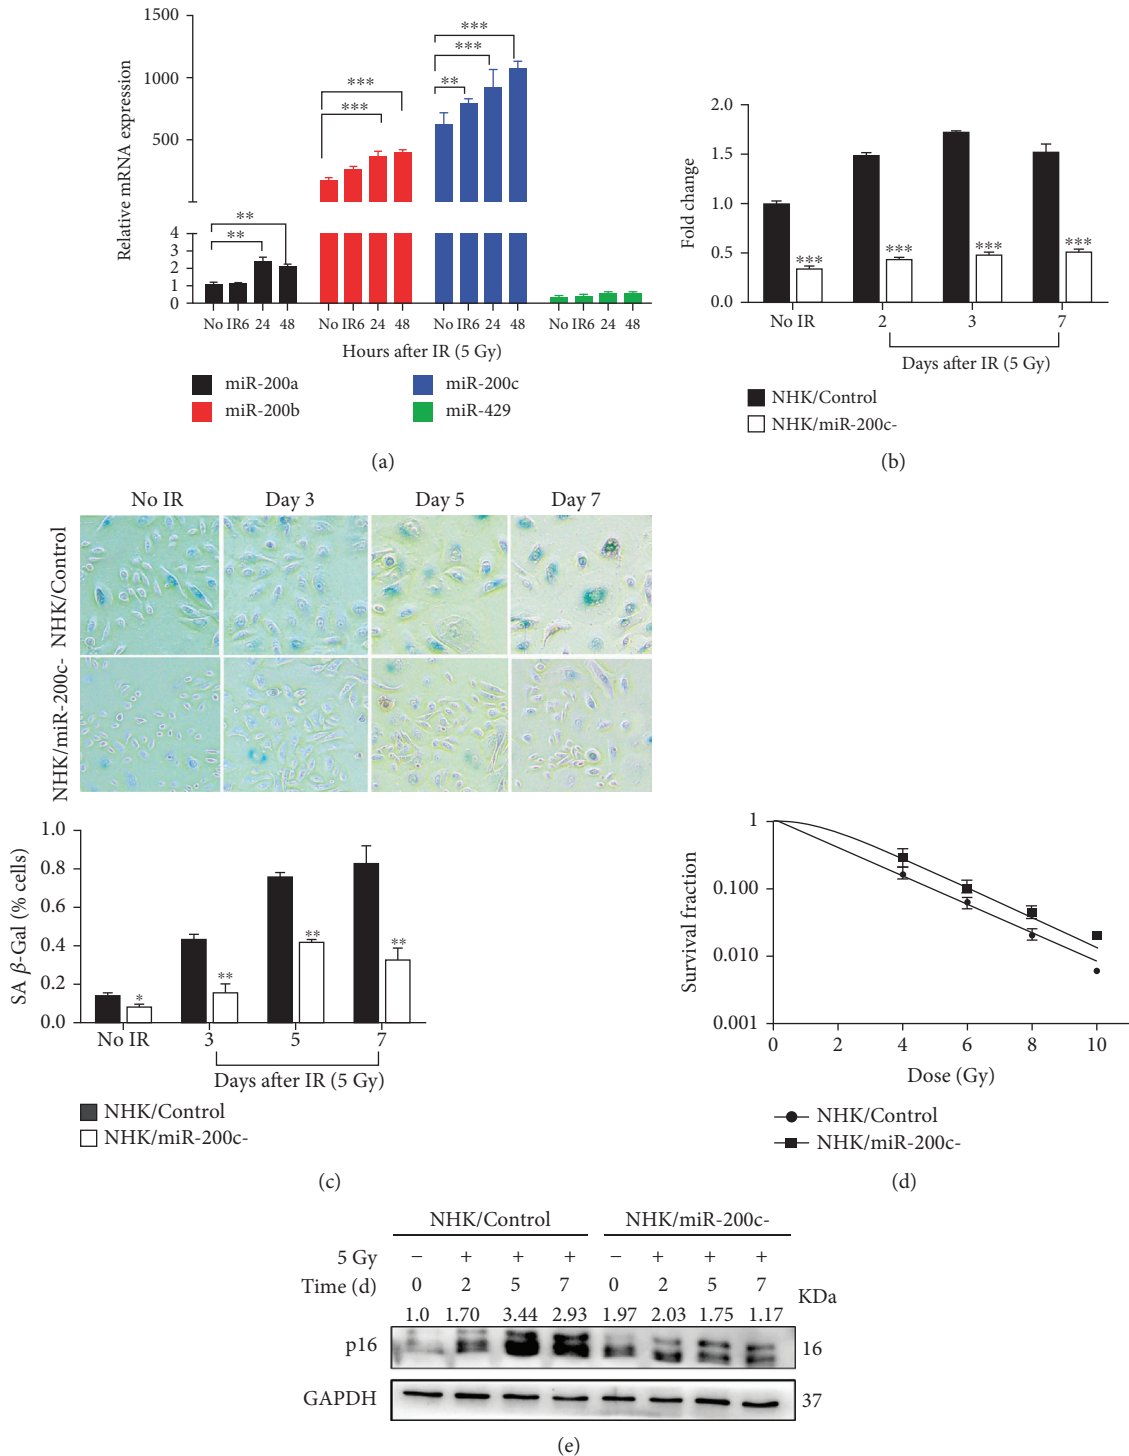 1500
1000
500
4
3
2
1
0
Relative mRNA expression
** ** *** *** ** *** ***
No IR 6 24 48 No IR 6 24 48 No IR 6 24 48 No IR 6 24 48
Hours after IR (5 Gy)
miR-200a miR-200c
miR-200b miR-429
(a)
2.0
1.5
1.0
0.5
0.0
Fold change
*** *** *** ***
No IR 2 3 7
Days after IR (5 Gy)
NHK/Control
NHK/miR-200c-
(b)
No IR Day 3 Day 5 Day 7
NHK/Control
NHK/miR-200c-
1.0
0.8
0.6
0.4
0.2
0.0
SA β-Gal (% cells)
* ** ** **
No IR 3 5 7
Days after IR (5 Gy)
NHK/Control
NHK/miR-200c-
(c)
1
0.100
0.010
0.001
Survival fraction
0 2 4 6 8 10
Dose (Gy)
NHK/Control
NHK/miR-200c-
(d)
NHK/Control NHK/miR-200c-
5 Gy − + + + − + + +
Time (d) 0 2 5 7 0 2 5 7
KDa
1.0 1.70 3.44 2.93 1.97 2.03 1.75 1.17
p16 16
GAPDH 37
(e)